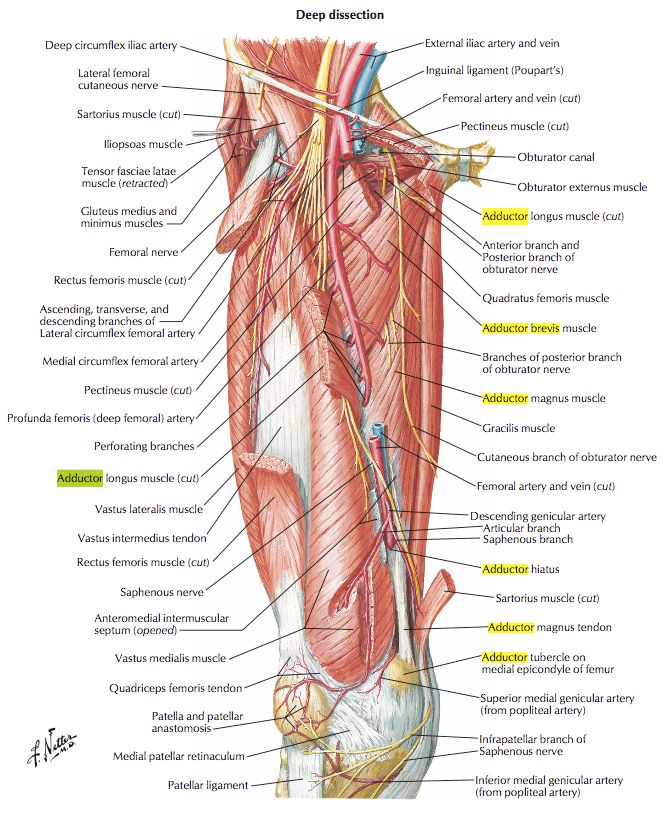 Deep dissection
Deep circumflex iliac artery
Lateral femoral
cutaneous nerve
Sartorius muscle (cut)
Iliopsoas muscle
Tensor fasciae latae
muscle (retracted)
Gluteus medius and
minimus muscles
Femoral nerve
Rectus femoris muscle (cut)
Ascending, transverse, and
descending branches of
Lateral circumflex femoral artery
Medial circumflex femoral artery
Pectineus muscle (cut)
Profunda femoris (deep femoral) artery
Perforating branches
Adductor longus muscle (cut)
Vastus lateralis muscle
Vastus intermedius tendon
Rectus femoris muscle (cut)
Saphenous nerve
Anteromedial intermuscular
septum (opened)
Vastus medialis muscle
Quadriceps femoris tendon
Patella and patellar
anastomosis
Medial patellar retinaculum
Patellar ligament
External iliac artery and vein
Inguinal ligament (Poupart's)
Femoral artery and vein (cut)
Pectineus muscle (cut)
Obturator canal
Obturator externus muscle
Adductor longus muscle (cut)
Anterior branch and
Posterior branch of
obturator nerve
Quadratus femoris muscle
Adductor brevis muscle
Branches of posterior branch
of obturator nerve
Adductor magnus muscle
Gracilis muscle
Cutaneous branch of obturator nerve
Femoral artery and vein (cut)
Descending genicular artery
Articular branch
Saphenous branch
Adductor hiatus
Sartorius muscle (cut)
Adductor magnus tendon
Adductor tubercle on
medial epicondyle of femur
Superior medial genicular artery
(from popliteal artery)
Infrapatellar branch of
Saphenous nerve
Inferior medial genicular artery
(from popliteal artery)
F. Netter
M.D.